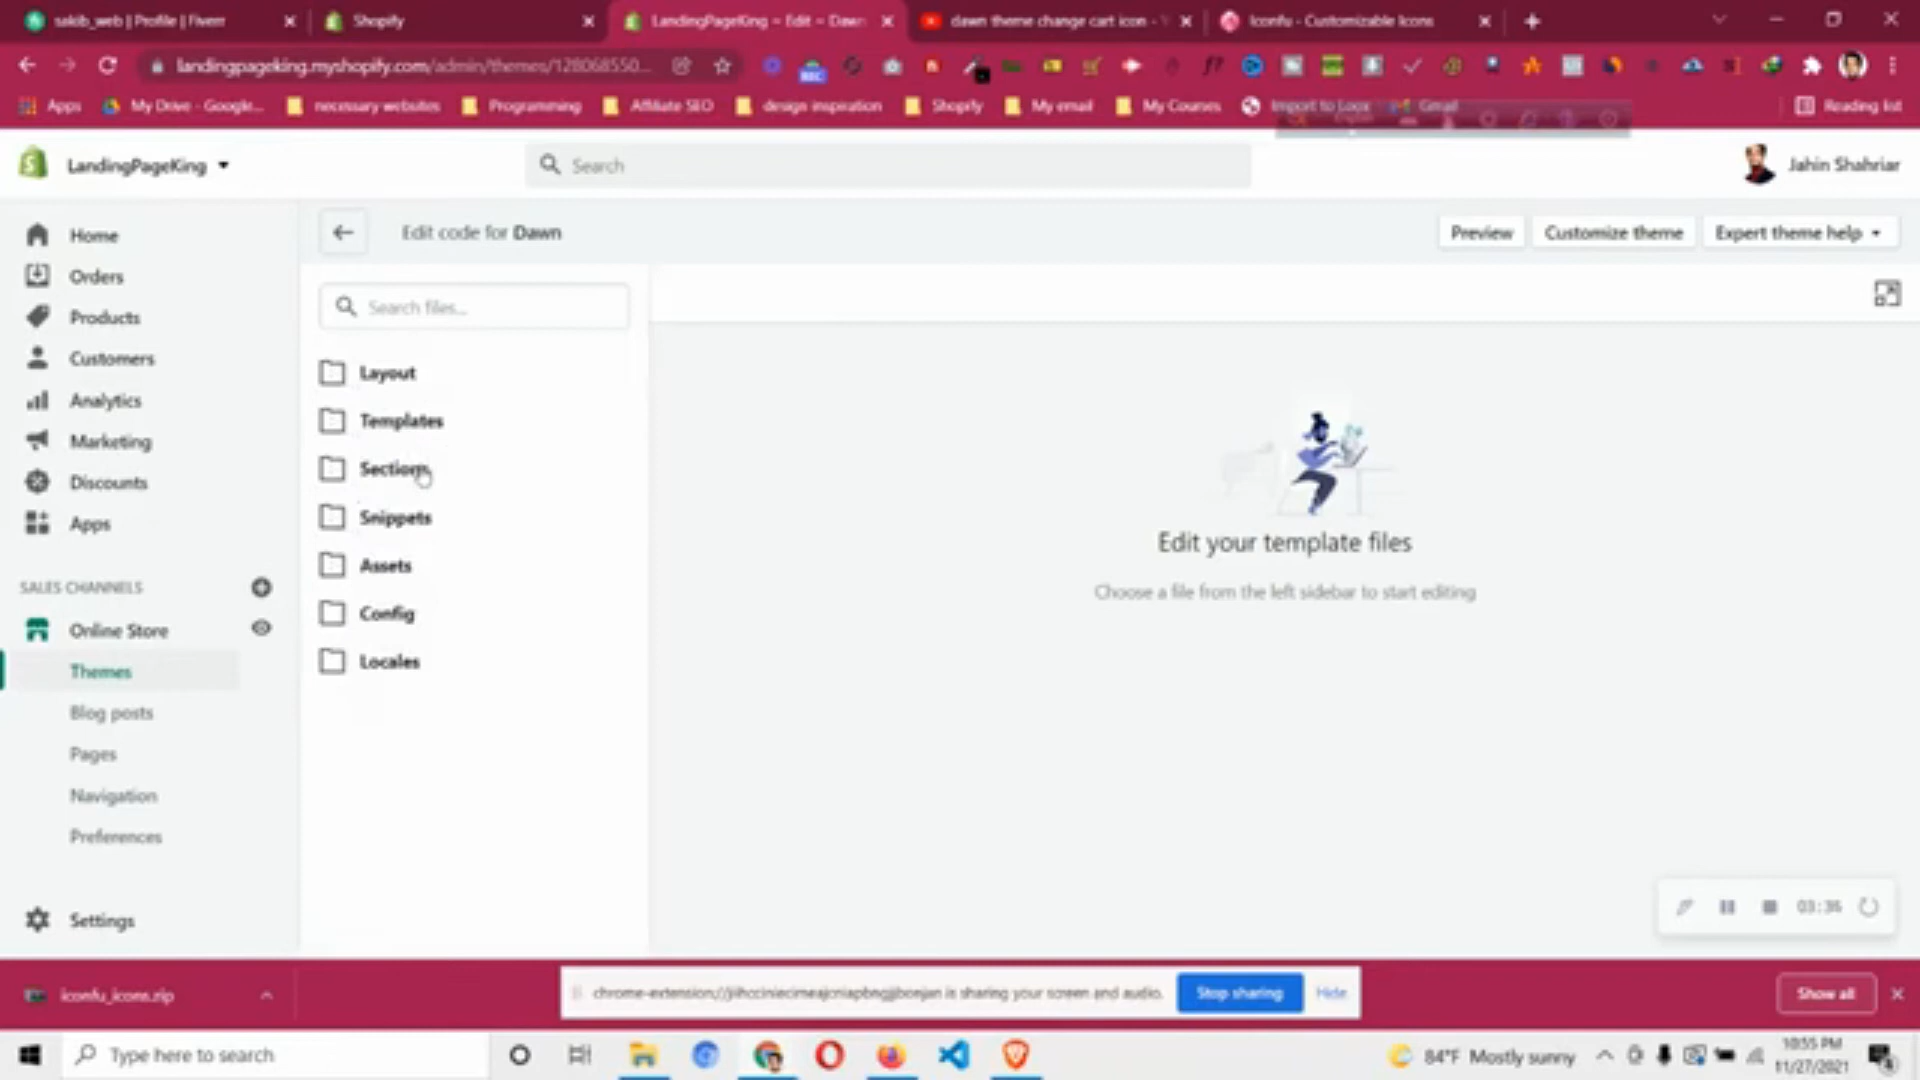 sakib_web | Profile | Fiverr
Shopify
LandingPageKing ~ Edit ~ Dawn
dawn theme change cart icon -
Iconfu - Customizable Icons
landingpageking.myshopify.com/admin/themes/128068550...
Apps
My Drive - Google...
necessary websites
Programming
Affiliate SEO
design inspiration
Shopify
My email
My Courses
Import to Loox
Gmail
Reading list
LandingPageKing
Search
Jahin Shahriar
Home
Orders
Products
Customers
Analytics
Marketing
Discounts
Apps
SALES CHANNELS
Online Store
Themes
Blog posts
Pages
Navigation
Preferences
Settings
Edit code for Dawn
Preview
Customize theme
Expert theme help
Search files...
Layout
Templates
Sections
Snippets
Assets
Config
Locales
Edit your template files
Choose a file from the left sidebar to start editing
03:36
iconfu_icons.zip
is sharing your screen and audio.
Stop sharing
Hide
Show all
Type here to search
84°F Mostly sunny
10:55 PM
11/27/2021